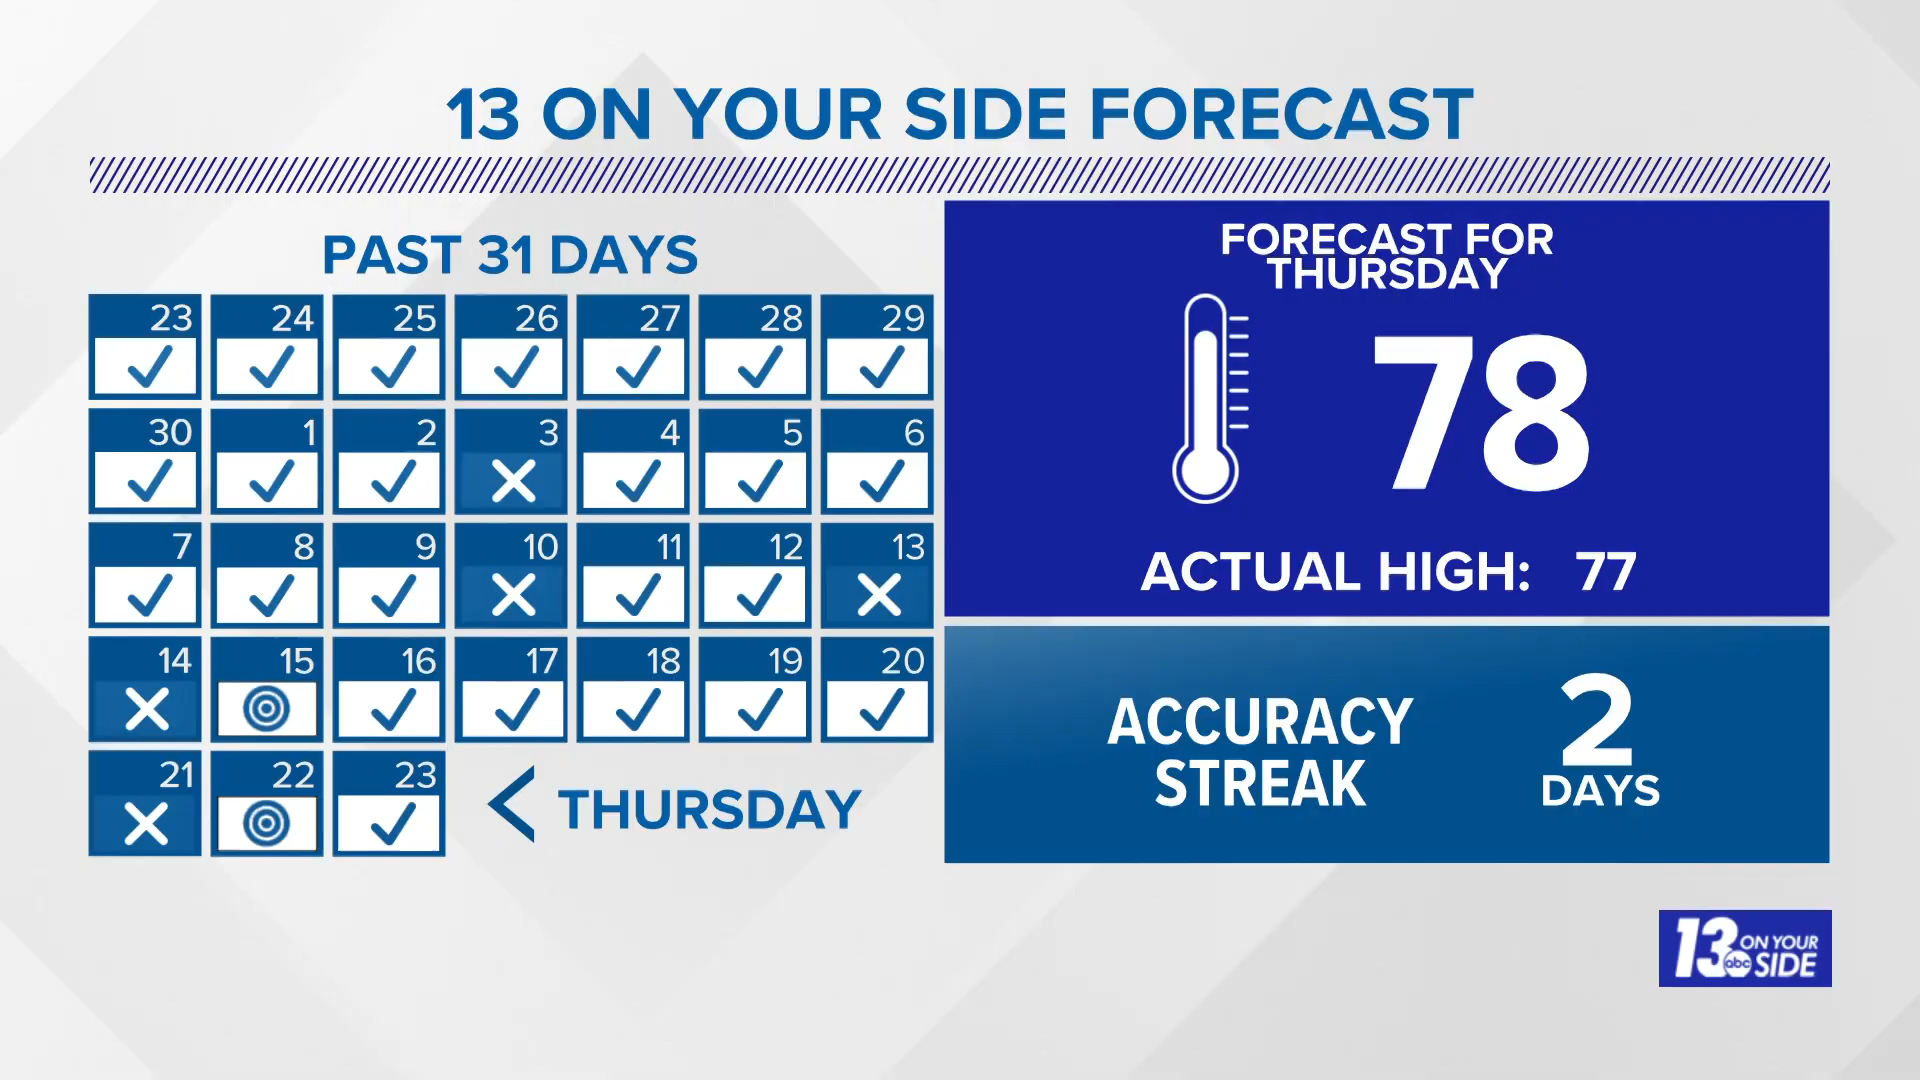 13 ON YOUR SIDE FORECAST
PAST 31 DAYS
23 24 25 26 27 28 29
30 1 2 3 4 5 6
7 8 9 10 11 12 13
14 15 16 17 18 19 20
21 22 23
THURSDAY
FORECAST FOR
THURSDAY
78
ACTUAL HIGH: 77
ACCURACY
STREAK
2
DAYS
13 ON YOUR
abc SIDE